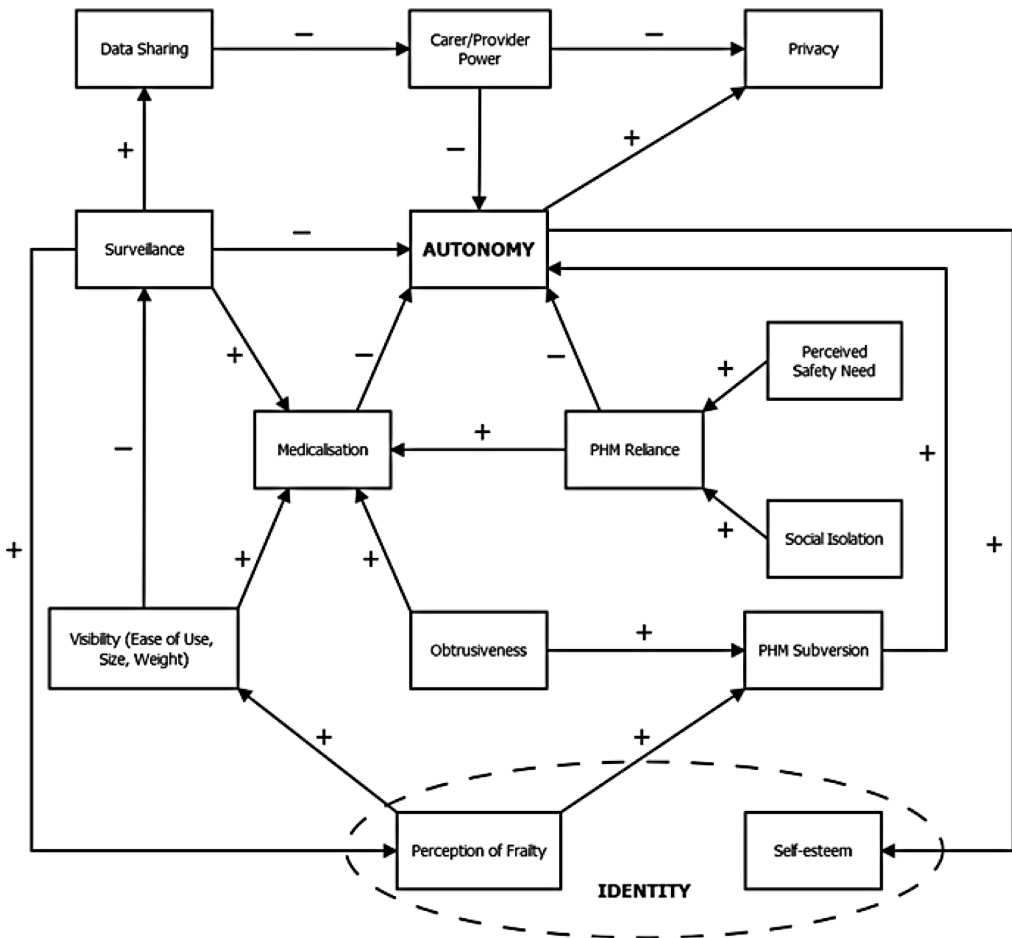 Data Sharing
−
Carer/Provider
Power
−
Privacy
+
−
+
Surveillance
−
AUTONOMY
+
−
−
Perceived
Safety Need
+
Medicalisation
+
PHM Reliance
−
+
+
Social Isolation
+
+
+
+
Visibility (Ease of Use,
Size, Weight)
Obtrusiveness
+
PHM Subversion
+
+
Perception of Frailty
Self-esteem
IDENTITY